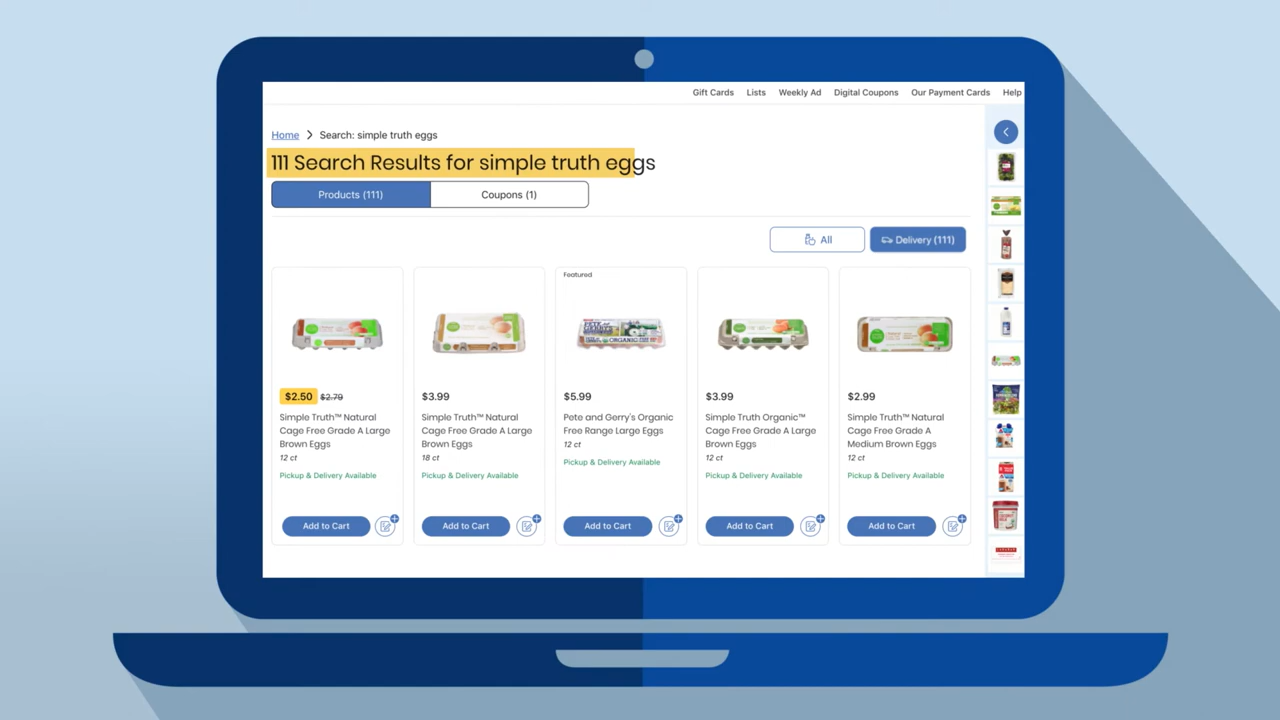 Gift Cards Lists Weekly Ad Digital Coupons Our Payment Cards Help
Home > Search: simple truth eggs
111 Search Results for simple truth eggs
Products (111) Coupons (1)
All Delivery (111)
Featured
$2.50 $2.79
Simple Truth™ Natural
Cage Free Grade A Large
Brown Eggs
12 ct
Pickup & Delivery Available
Add to Cart
$3.99
Simple Truth™ Natural
Cage Free Grade A Large
Brown Eggs
18 ct
Pickup & Delivery Available
Add to Cart
ORGANIC
$5.99
Pete and Gerry's Organic
Free Range Large Eggs
12 ct
Pickup & Delivery Available
Add to Cart
$3.99
Simple Truth Organic™
Cage Free Grade A Large
Brown Eggs
12 ct
Pickup & Delivery Available
Add to Cart
$2.99
Simple Truth™ Natural
Cage Free Grade A
Medium Brown Eggs
12 ct
Pickup & Delivery Available
Add to Cart